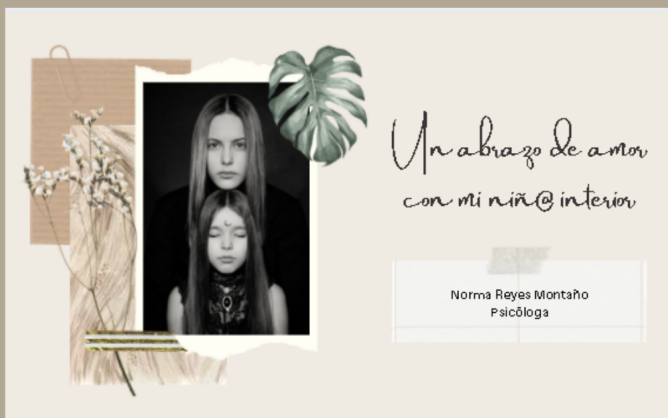 Un abrazo de amor
con mi niñ@ interior
Norma Reyes Montaño
Psicóloga